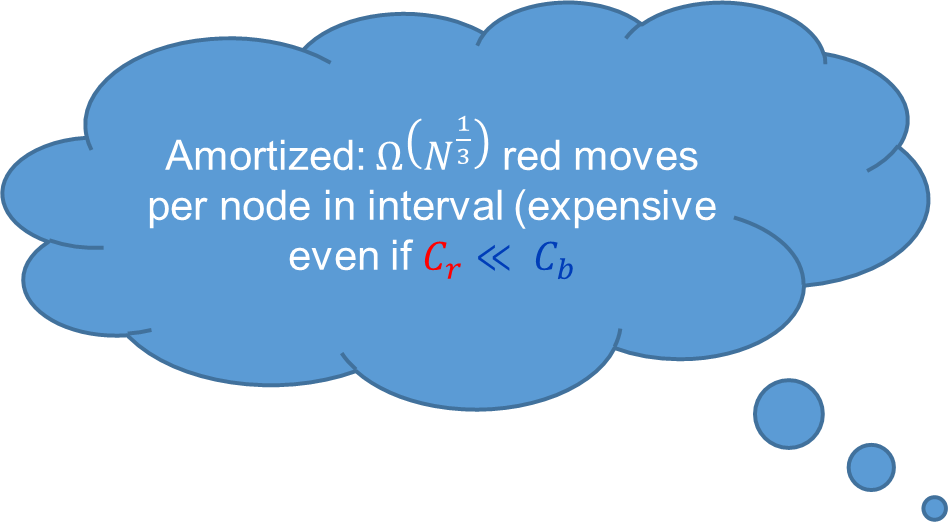 Amortized: Ω(N^{1/3}) red moves
per node in interval (expensive
even if C_r ≪ C_b